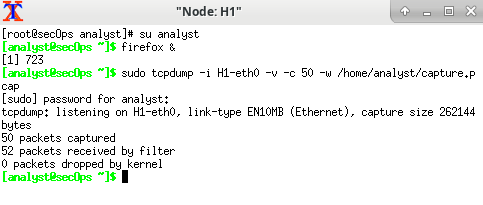 "Node: H1"
[root@secOps analyst]# su analyst
[analyst@secOps ~]$ firefox &
[1] 723
[analyst@secOps ~]$ sudo tcpdump -i H1-eth0 -v -c 50 -w /home/analyst/capture.p
cap
[sudo] password for analyst:
tcpdump: listening on H1-eth0, link-type EN10MB (Ethernet), capture size 262144
bytes
50 packets captured
52 packets received by filter
0 packets dropped by kernel
[analyst@secOps ~]$